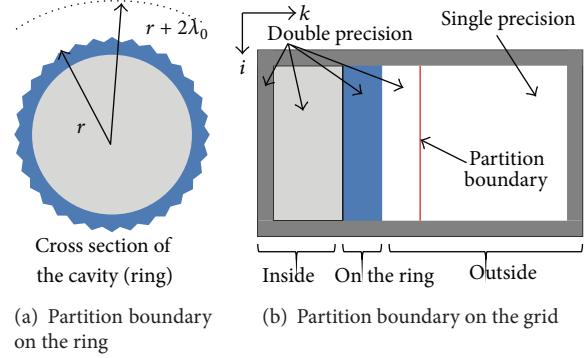 r + 2λ₀
r
Cross section of
the cavity (ring)
(a) Partition boundary
on the ring
k
i
Double precision
Single precision
Partition
boundary
Inside
On the ring
Outside
(b) Partition boundary on the grid